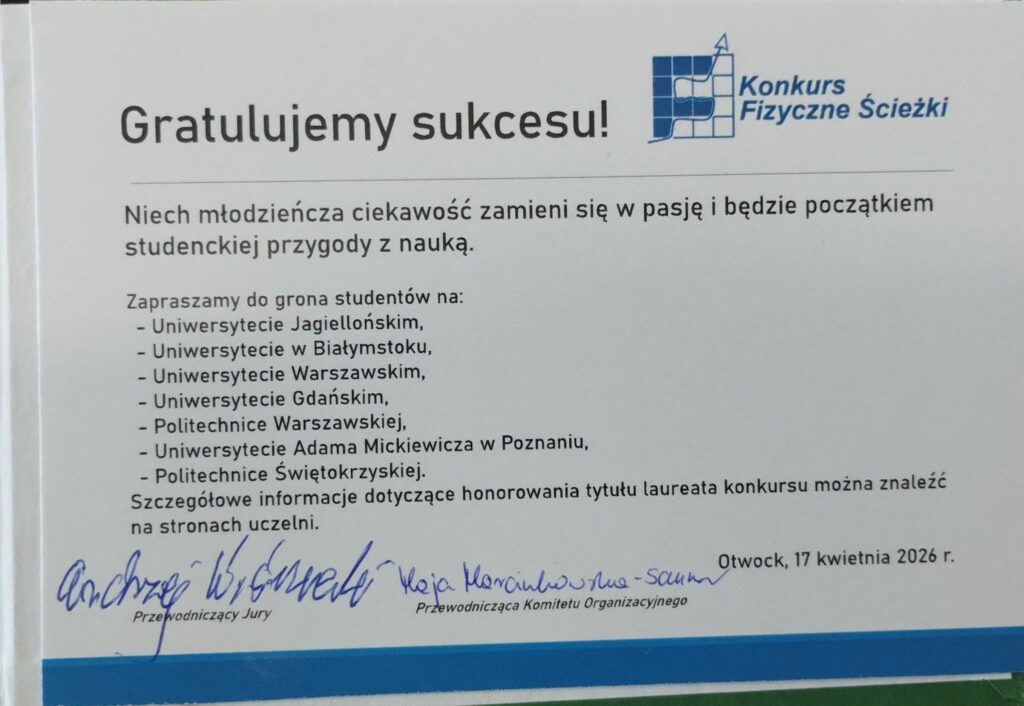 Konkurs
Fizyczne Ścieżki
Gratulujemy sukcesu!
Niech młodzieńcza ciekawość zamieni się w pasję i będzie początkiem
studenckiej przygody z nauką.
Zapraszamy do grona studentów na:
- Uniwersytecie Jagiellońskim,
- Uniwersytecie w Białymstoku,
- Uniwersytecie Warszawskim,
- Uniwersytecie Gdańskim,
- Politechnice Warszawskiej,
- Uniwersytecie Adama Mickiewicza w Poznaniu,
- Politechnice Świętokrzyskiej.
Szczegółowe informacje dotyczące honorowania tytułu laureata konkursu można znaleźć
na stronach uczelni.
Otwock, 17 kwietnia 2026 r.
Andrzej
Maja Marcinkowska-
Przewodniczący Jury
Przewodnicząca Komitetu Organizacyjnego